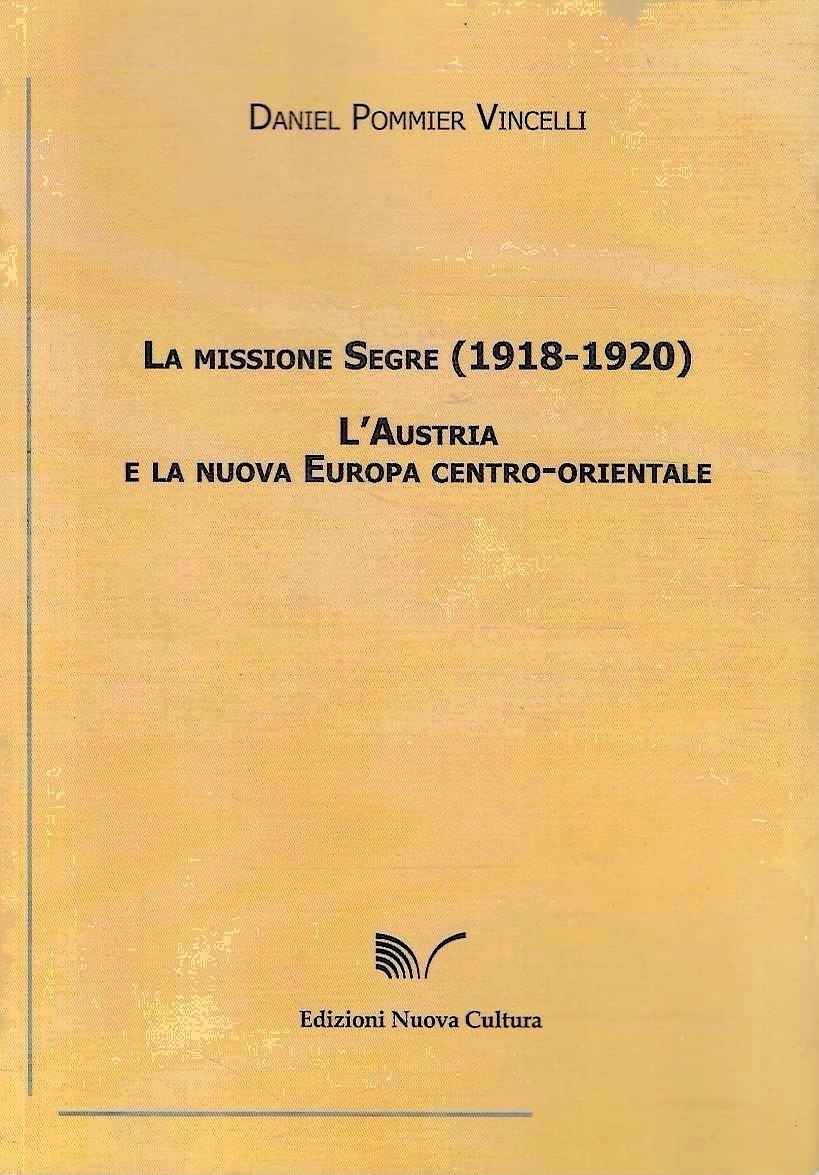 Daniel Pommier Vincelli
La missione Segre (1918-1920)
L'Austria
e la nuova Europa centro-orientale
Edizioni Nuova Cultura